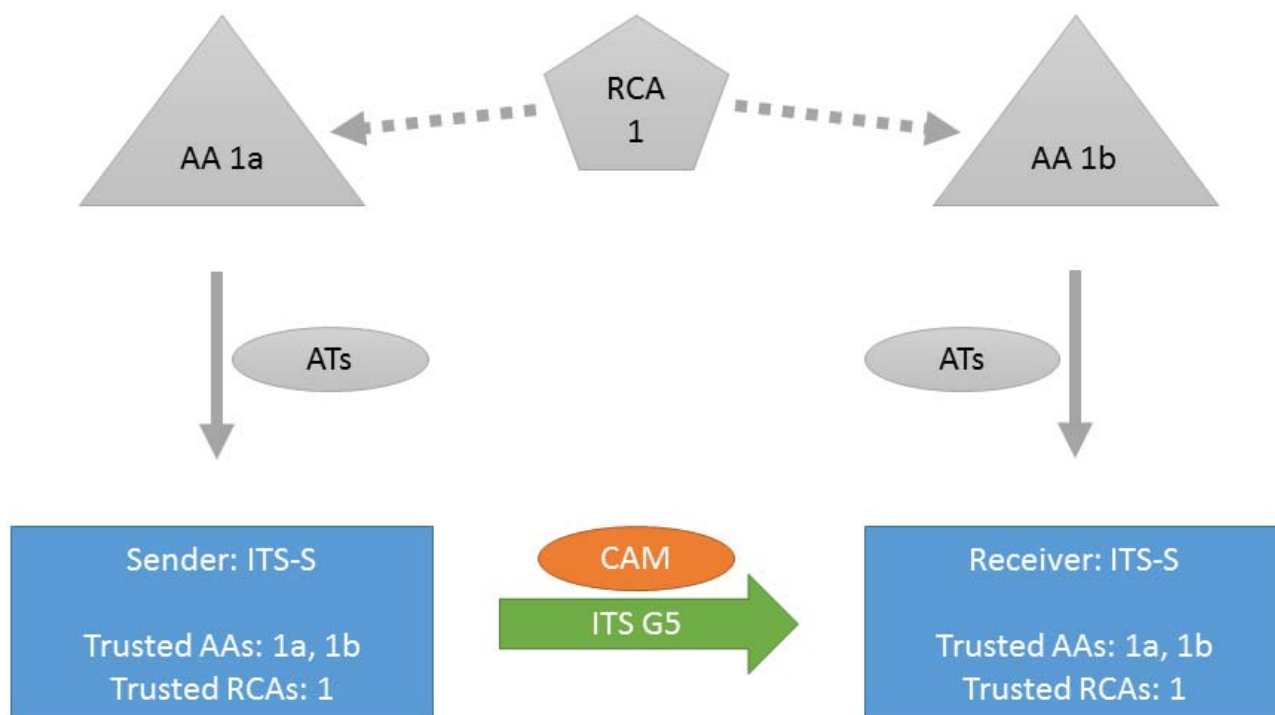 RCA
1
AA 1a
AA 1b
ATs
ATs
Sender: ITS-S
Trusted AAs: 1a, 1b
Trusted RCAs: 1
CAM
ITS G5
Receiver: ITS-S
Trusted AAs: 1a, 1b
Trusted RCAs: 1